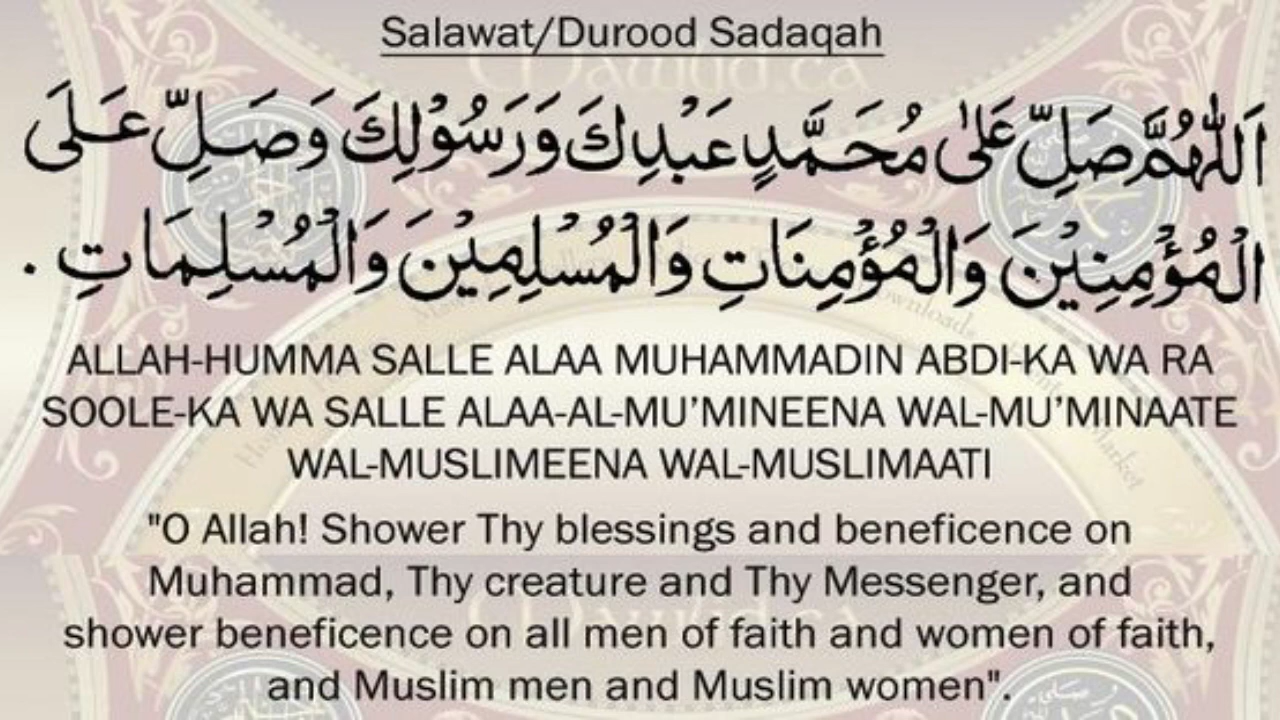 Salawat/Durood Sadaqah
اَللّٰهُمَّ صَلِّ عَلٰى مُحَمَّدٍ عَبْدِكَ وَرَسُوْلِكَ وَصَلِّ عَلَى
الْمُؤْمِنِيْنَ وَالْمُؤْمِنَاتِ وَالْمُسْلِمِيْنَ وَالْمُسْلِمَاتِ .
ALLAH-HUMMA SALLE ALAA MUHAMMADIN ABDI-KA WA RA
SOOLE-KA WA SALLE ALAA-AL-MU’MINEENA WAL-MU’MINAATE
WAL-MUSLIMEENA WAL-MUSLIMAATI
"O Allah! Shower Thy blessings and beneficence on
Muhammad, Thy creature and Thy Messenger, and
shower beneficence on all men of faith and women of faith,
and Muslim men and Muslim women".